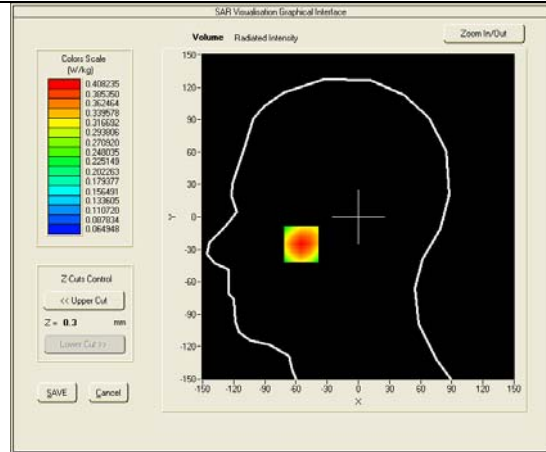 SAR Visualisation Graphical Interface
Volume Radiated Intensity
Zoom In/Out
Colors Scale
(W/kg)
0.408235
0.385350
0.362464
0.339578
0.316692
0.293806
0.270920
0.248035
0.225149
0.202263
0.179377
0.156491
0.133605
0.110720
0.087834
0.064948
Z-Cuts Control
<< Upper Cut
Z = 0.3 mm
Lower Cut >>
SAVE Cancel
150-
120-
90-
60-
30-
0-
-30-
-60-
-90-
-120-
-150-
Y
-150 -120 -90 -60 -30 0 30 60 90 120 150
X